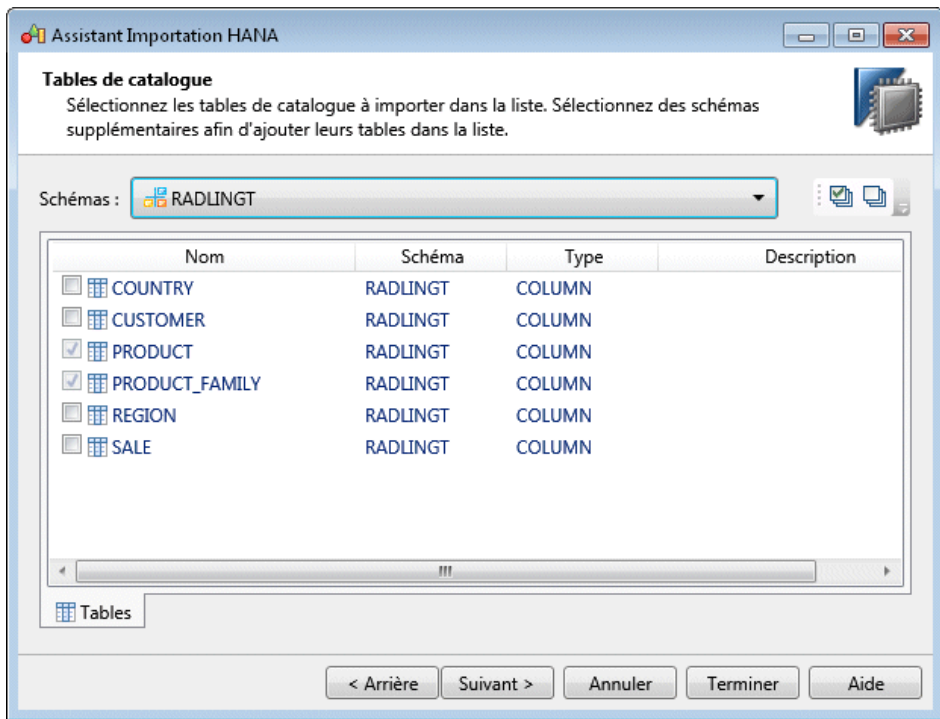 Assistant Importation HANA
Tables de catalogue
Sélectionnez les tables de catalogue à importer dans la liste. Sélectionnez des schémas
supplémentaires afin d'ajouter leurs tables dans la liste.
Schémas : RADLINGT
Nom Schéma Type Description
COUNTRY RADLINGT COLUMN
CUSTOMER RADLINGT COLUMN
PRODUCT RADLINGT COLUMN
PRODUCT_FAMILY RADLINGT COLUMN
REGION RADLINGT COLUMN
SALE RADLINGT COLUMN
Tables
< Arrière Suivant > Annuler Terminer Aide